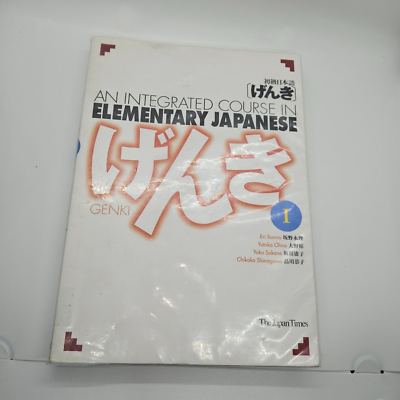 初級日本語
[げんき]
AN INTEGRATED COURSE IN
ELEMENTARY JAPANESE
げんき
GENKI
I
Eri Banno 坂野永理
Yutaka Ohno 大野裕
Yoko Sakane 坂根庸子
Chikako Shinagawa 品川恭子
The Japan Times